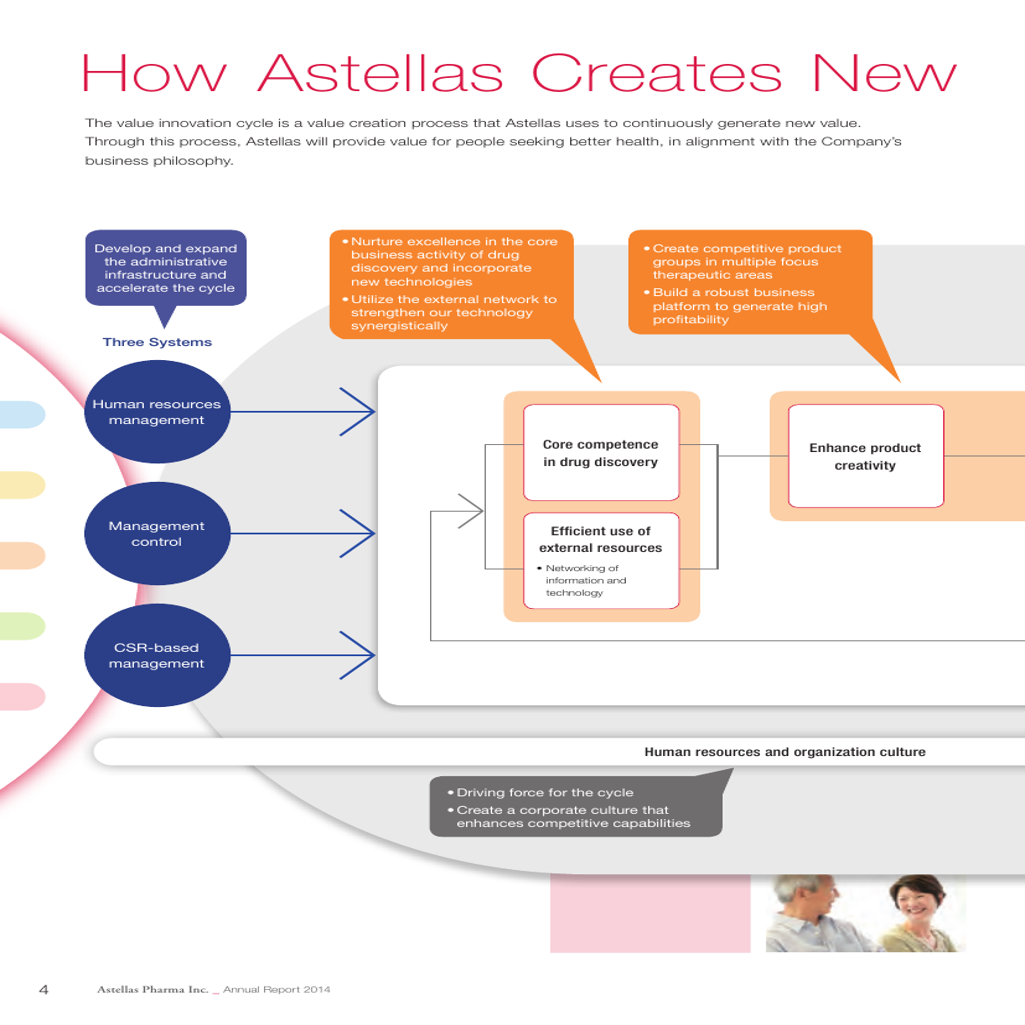 How Astellas Creates New
The value innovation cycle is a value creation process that Astellas uses to continuously generate new value.
Through this process, Astellas will provide value for people seeking better health, in alignment with the Company's
business philosophy.
Develop and expand
the administrative
infrastructure and
accelerate the cycle
• Nurture excellence in the core
business activity of drug
discovery and incorporate
new technologies
• Utilize the external network to
strengthen our technology
synergistically
• Create competitive product
groups in multiple focus
therapeutic areas
• Build a robust business
platform to generate high
profitability
Three Systems
Human resources
management
Management
control
CSR-based
management
Core competence
in drug discovery
Efficient use of
external resources
• Networking of
information and
technology
Enhance product
creativity
Human resources and organization culture
• Driving force for the cycle
• Create a corporate culture that
enhances competitive capabilities
4
Astellas Pharma Inc. _ Annual Report 2014